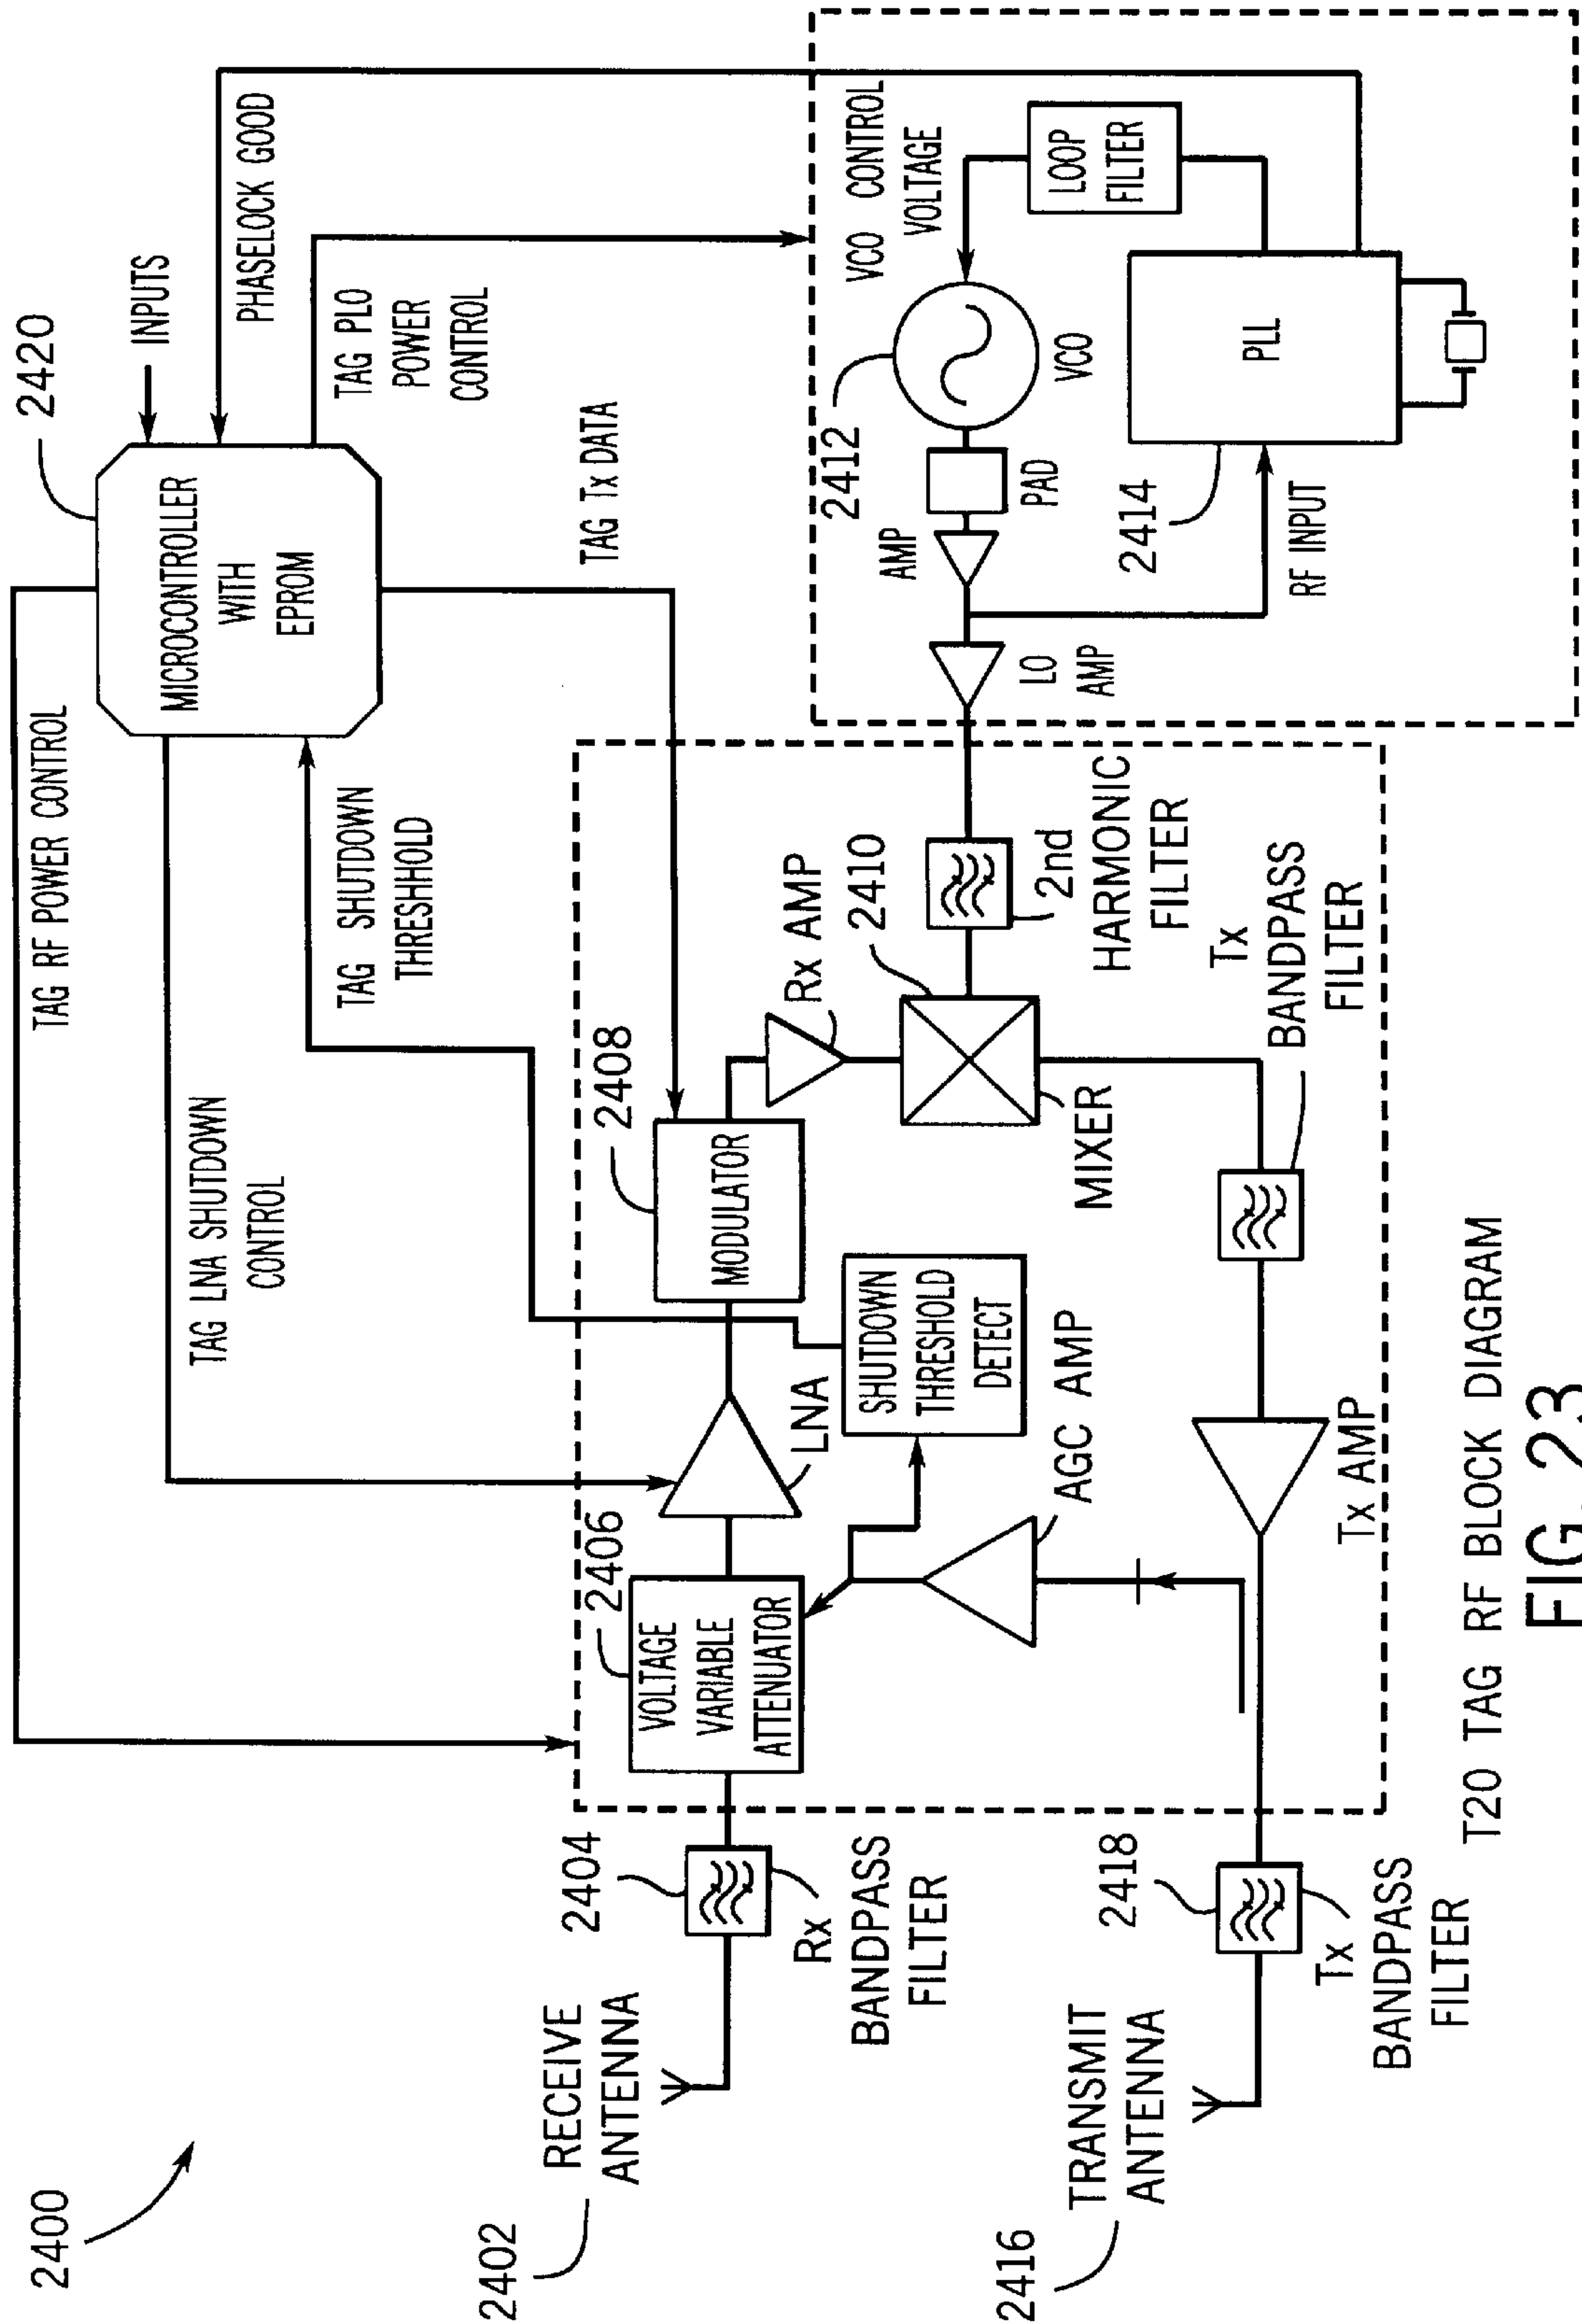 2400
TAG RF POWER CONTROL
2420
MICROCONTROLLER
WITH
EPROM
INPUTS
PHASELOCK GOOD
TAG PLO
POWER
CONTROL
TAG LNA SHUTDOWN
CONTROL
TAG SHUTDOWN
THRESHHOLD
TAG Tx DATA
2402
RECEIVE
ANTENNA
2404
Rx
BANDPASS
FILTER
2406
VOLTAGE
VARIABLE
ATTENUATOR
LNA
2408
MODULATOR
Rx AMP
2410
MIXER
2nd
HARMONIC
FILTER
SHUTDOWN
THRESHOLD
DETECT
AGC AMP
Tx
BANDPASS
FILTER
Tx AMP
2416
TRANSMIT
ANTENNA
2418
Tx
BANDPASS
FILTER
LO
AMP
AMP
PAD
2412
VCO
VCO CONTROL
VOLTAGE
LOOP
FILTER
2414
PLL
RF INPUT
T20 TAG RF BLOCK DIAGRAM
FIG. 23